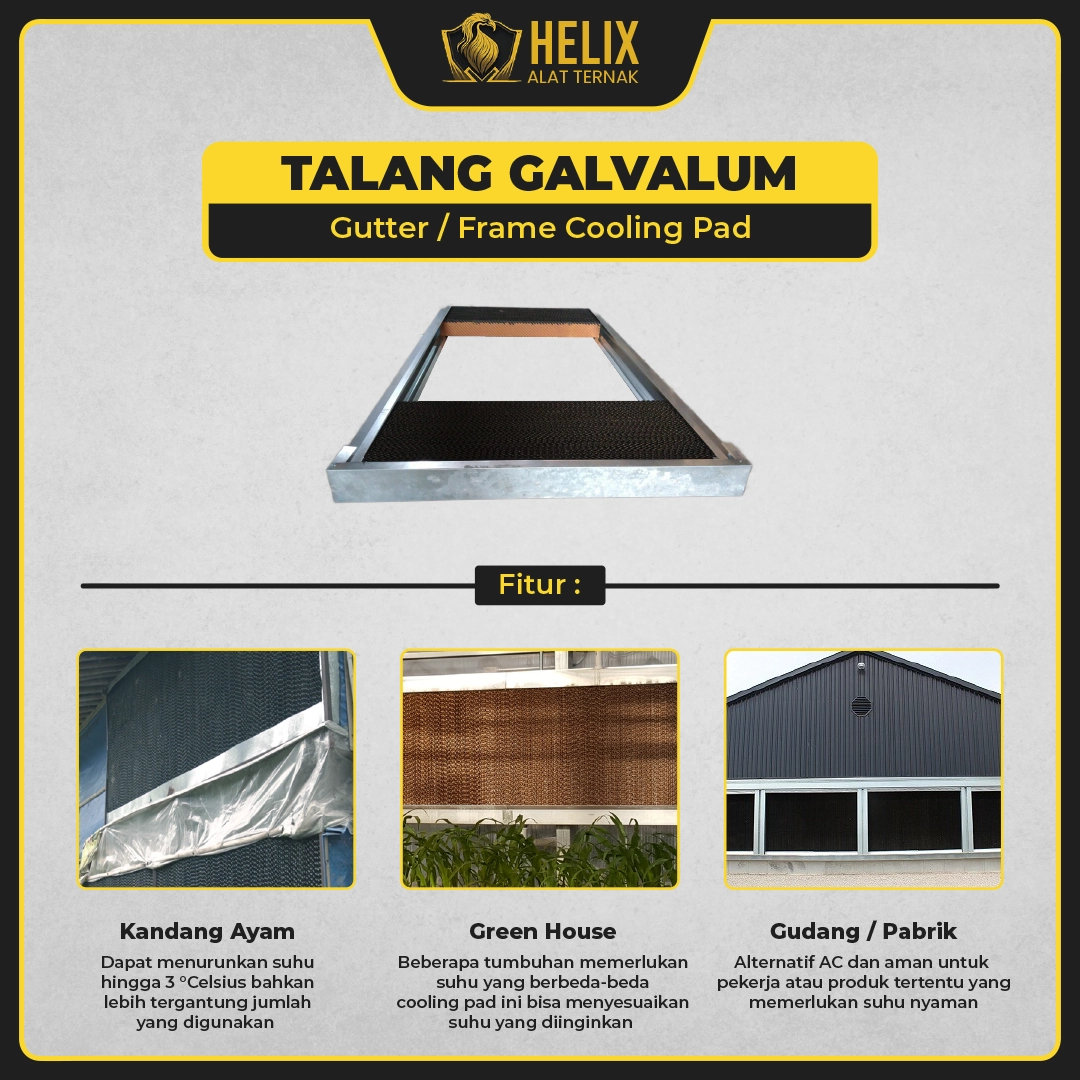 HELIX
ALAT TERNAK
TALANG GALVALUM
Gutter / Frame Cooling Pad
Fitur :
Kandang Ayam
Dapat menurunkan suhu
hingga 3 °Celsius bahkan
lebih tergantung jumlah
yang digunakan
Green House
Beberapa tumbuhan memerlukan
suhu yang berbeda-beda
cooling pad ini bisa menyesuaikan
suhu yang diinginkan
Gudang / Pabrik
Alternatif AC dan aman untuk
pekerja atau produk tertentu yang
memerlukan suhu nyaman